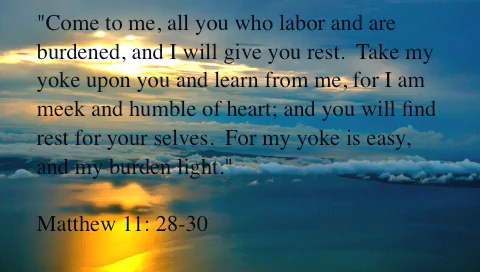 "Come to me, all you who labor and are
burdened, and I will give you rest.  Take my
yoke upon you and learn from me, for I am
meek and humble of heart; and you will find
rest for your selves.  For my yoke is easy,
and my burden light."
Matthew 11: 28-30